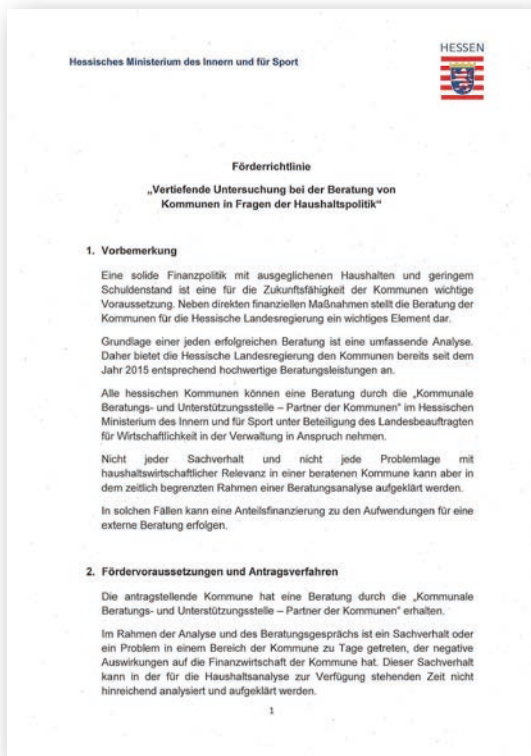 HESSEN
Hessisches Ministerium des Innern und für Sport
Förderrichtlinie
„Vertiefende Untersuchung bei der Beratung von
Kommunen in Fragen der Haushaltspolitik“
1. Vorbemerkung
Eine solide Finanzpolitik mit ausgeglichenen Haushalten und geringem
Schuldenstand ist eine für die Zukunftsfähigkeit der Kommunen wichtige
Voraussetzung. Neben direkten finanziellen Maßnahmen stellt die Beratung der
Kommunen für die Hessische Landesregierung ein wichtiges Element dar.
Grundlage einer jeden erfolgreichen Beratung ist eine umfassende Analyse.
Daher bietet die Hessische Landesregierung den Kommunen bereits seit dem
Jahr 2015 entsprechend hochwertige Beratungsleistungen an.
Alle hessischen Kommunen können eine Beratung durch die „Kommunale
Beratungs- und Unterstützungsstelle – Partner der Kommunen“ im Hessischen
Ministerium des Innern und für Sport unter Beteiligung des Landesbeauftragten
für Wirtschaftlichkeit in der Verwaltung in Anspruch nehmen.
Nicht jeder Sachverhalt und nicht jede Problemlage mit
haushaltswirtschaftlicher Relevanz in einer beratenen Kommune kann aber in
dem zeitlich begrenzten Rahmen einer Beratungsanalyse aufgeklärt werden.
In solchen Fällen kann eine Anteilsfinanzierung zu den Aufwendungen für eine
externe Beratung erfolgen.
2. Fördervoraussetzungen und Antragsverfahren
Die antragstellende Kommune hat eine Beratung durch die „Kommunale
Beratungs- und Unterstützungsstelle – Partner der Kommunen“ erhalten.
Im Rahmen der Analyse und des Beratungsgesprächs ist ein Sachverhalt oder
ein Problem in einem Bereich der Kommune zu Tage getreten, der negative
Auswirkungen auf die Finanzwirtschaft der Kommune hat. Dieser Sachverhalt
kann in der für die Haushaltsanalyse zur Verfügung stehenden Zeit nicht
hinreichend analysiert und aufgeklärt werden.
1